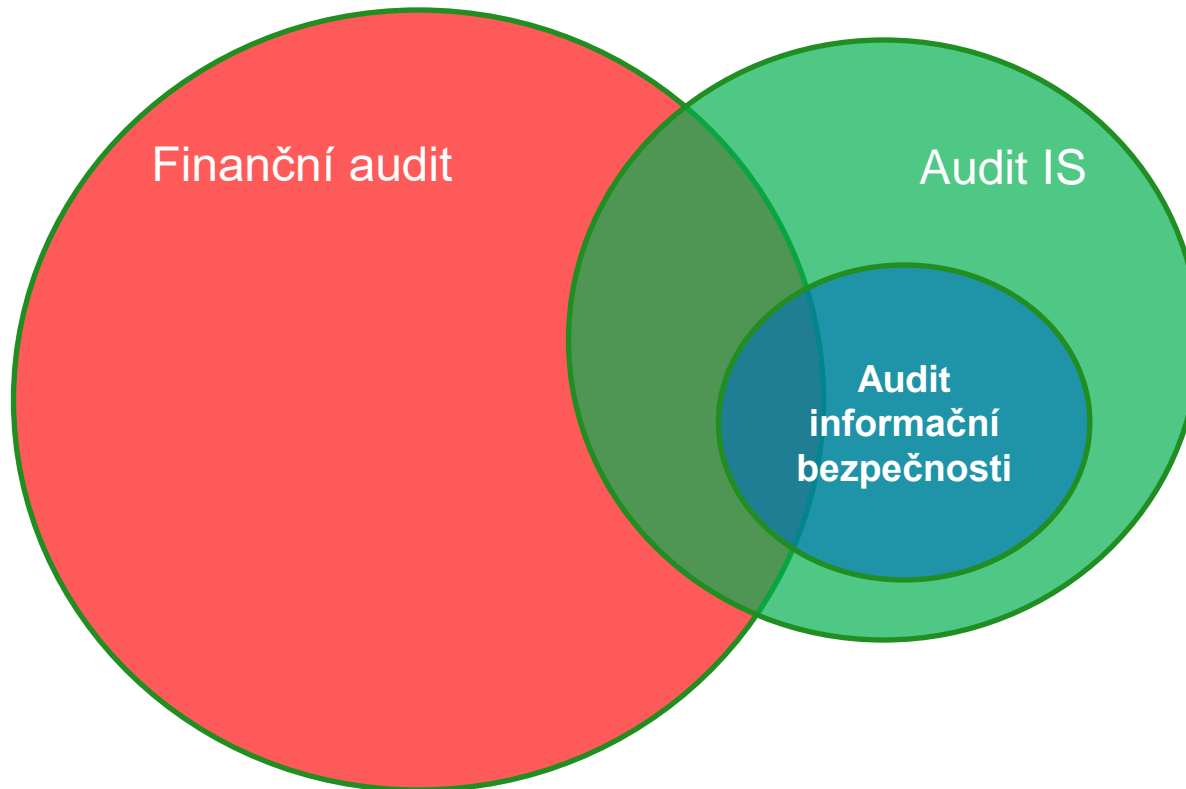 Finanční audit
Audit IS
Audit
informační
bezpečnosti